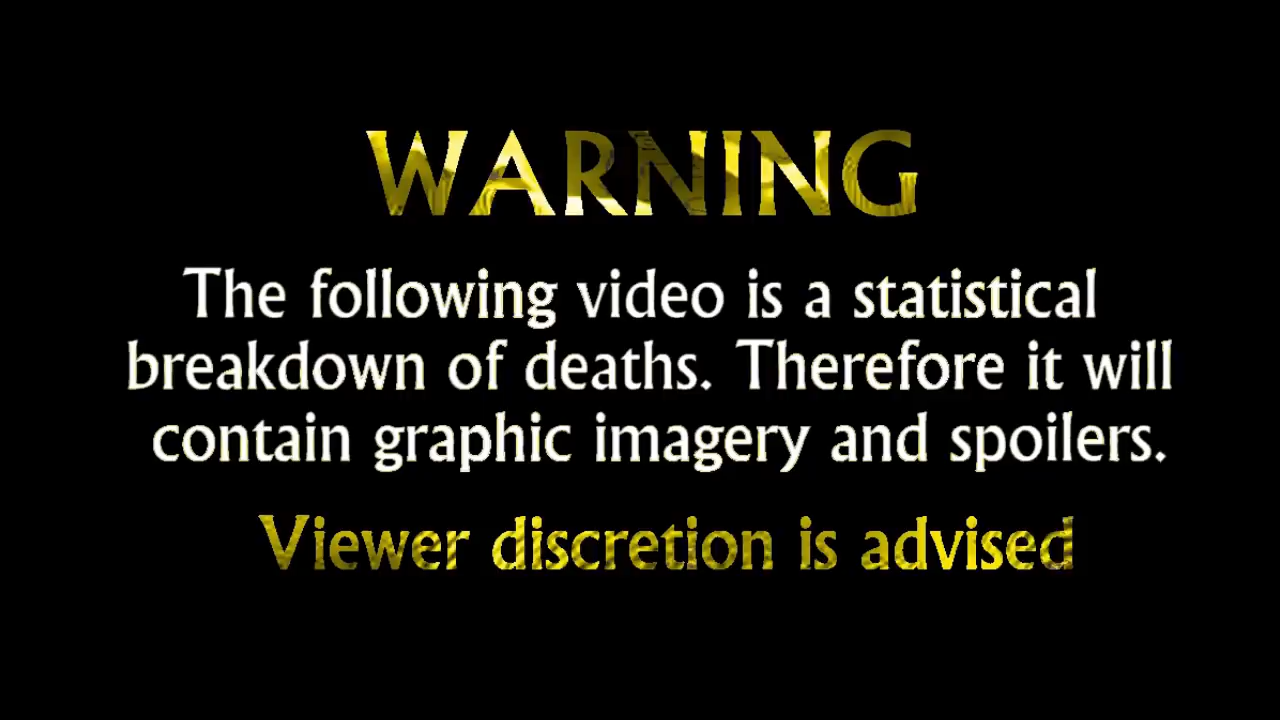 WARNING
The following video is a statistical
breakdown of deaths. Therefore it will
contain graphic imagery and spoilers.
Viewer discretion is advised